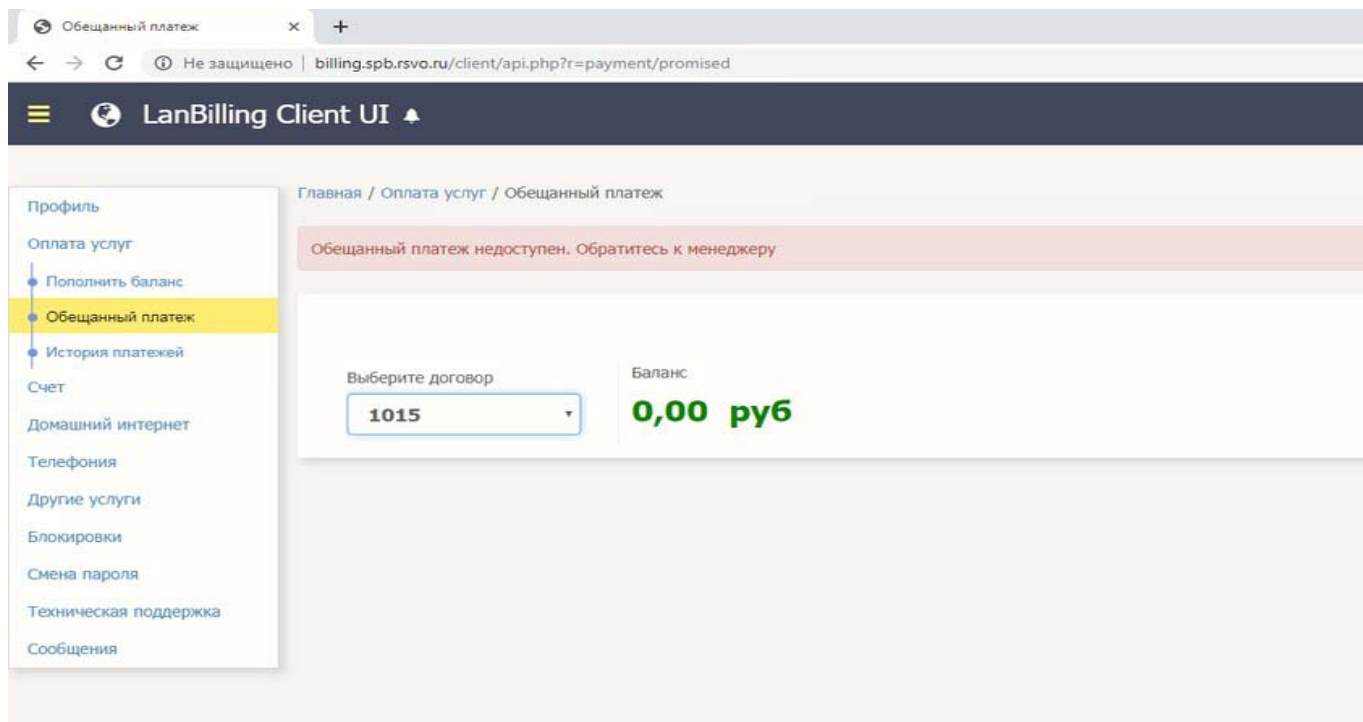 Обещанный платеж
Не защищено | billing.spb.rsvo.ru/client/api.php?r=payment/promised
LanBilling Client UI
Главная / Оплата услуг / Обещанный платеж
Обещанный платеж недоступен. Обратитесь к менеджеру
Профиль
Оплата услуг
Пополнить баланс
Обещанный платеж
История платежей
Счет
Домашний интернет
Телефония
Другие услуги
Блокировки
Смена пароля
Техническая поддержка
Сообщения
Выберите договор
1015
Баланс
0,00 руб